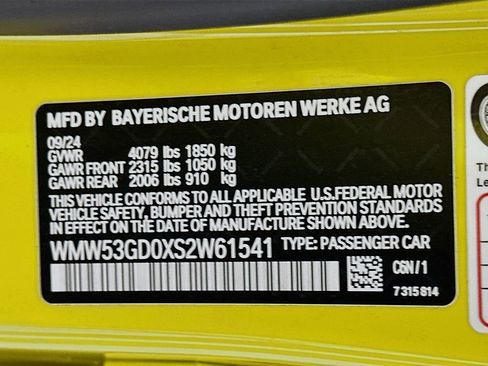 MFD BY BAYERISCHE MOTOREN WERKE AG
09/24
GVWR 4079 lbs 1850 kg
GAWR FRONT 2315 lbs 1050 kg
GAWR REAR 2006 lbs 910 kg
THIS VEHICLE CONFORMS TO ALL APPLICABLE U.S.FEDERAL MOTOR
VEHICLE SAFETY, BUMPER AND THEFT PREVENTION STANDARDS
IN EFFECT ON THE DATE OF MANUFACTURE SHOWN ABOVE.
WMW53GD0XS2W61541 TYPE: PASSENGER CAR
C6N/1
7315814
Th
Le